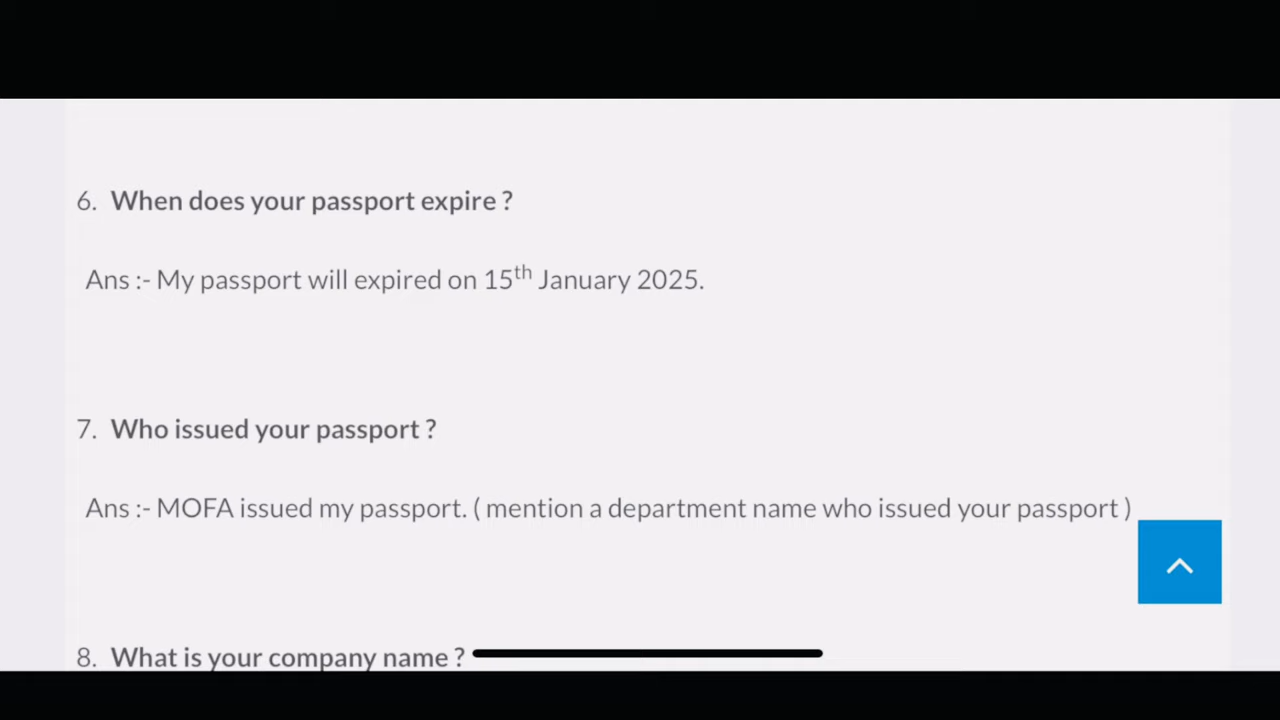 6. When does your passport expire ?
Ans :- My passport will expired on 15th January 2025.
7. Who issued your passport ?
Ans :- MOFA issued my passport. ( mention a department name who issued your passport )
8. What is your company name ?